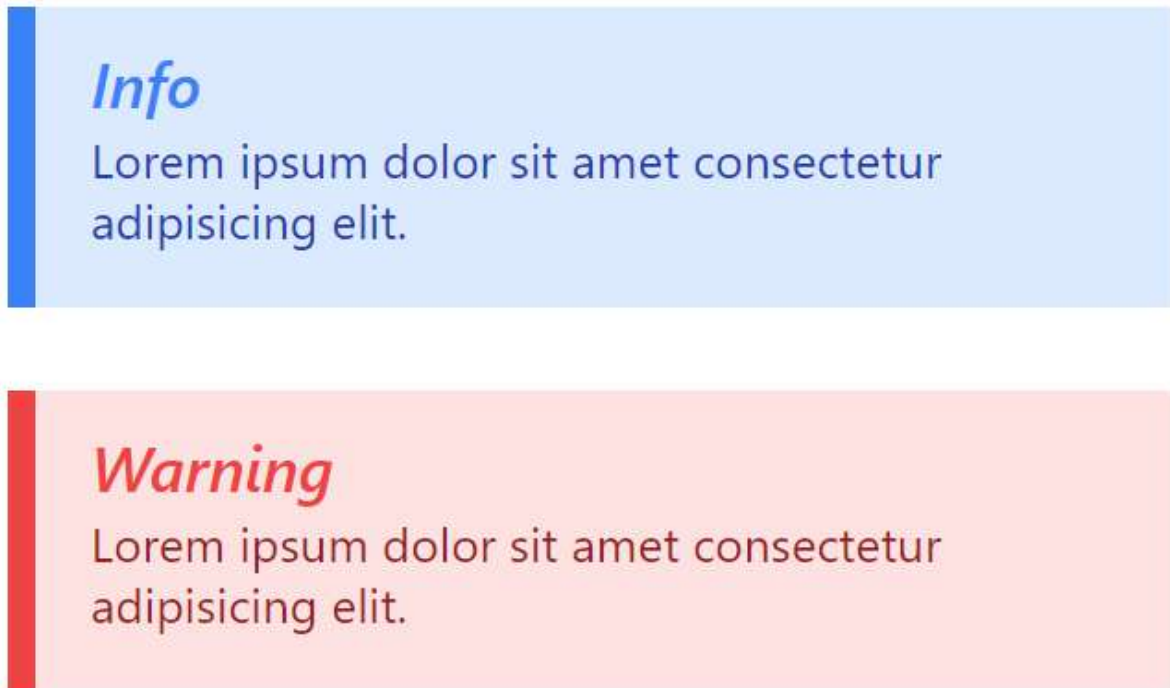 Info
Lorem ipsum dolor sit amet consectetur
adipisicing elit.
Warning
Lorem ipsum dolor sit amet consectetur
adipisicing elit.